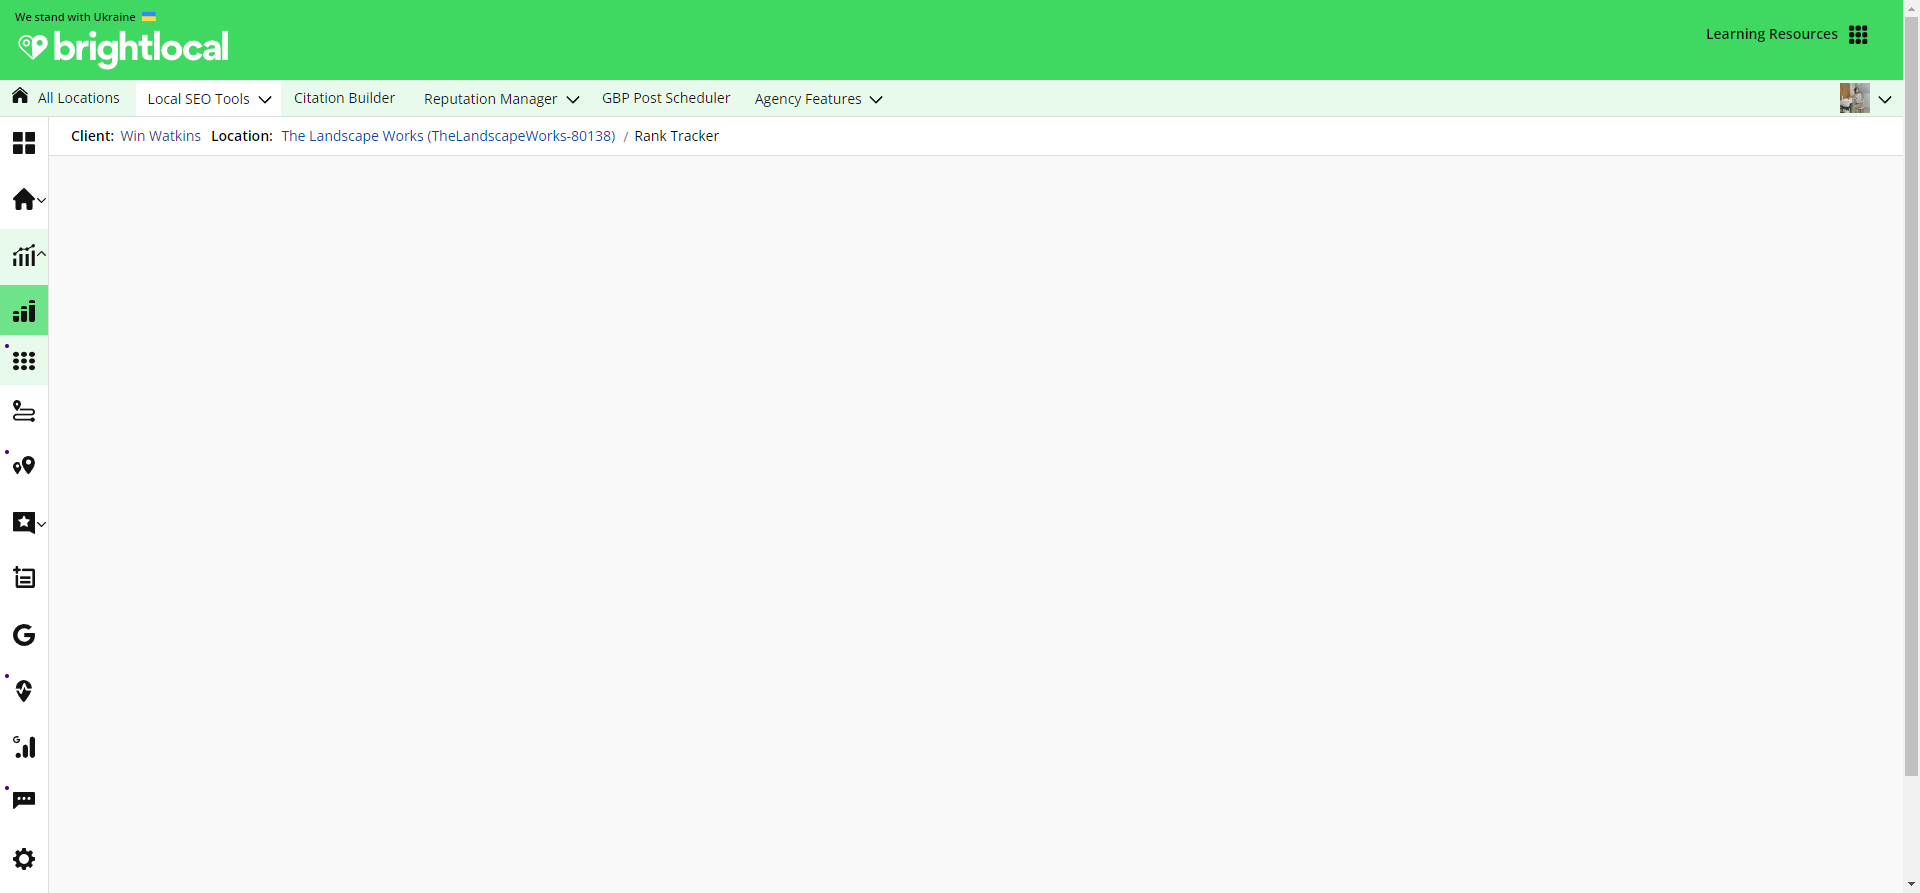 We stand with Ukraine
brightlocal
Learning Resources
All Locations
Local SEO Tools
Citation Builder
Reputation Manager
GBP Post Scheduler
Agency Features
Client: Win Watkins Location: The Landscape Works (TheLandscapeWorks-80138) / Rank Tracker